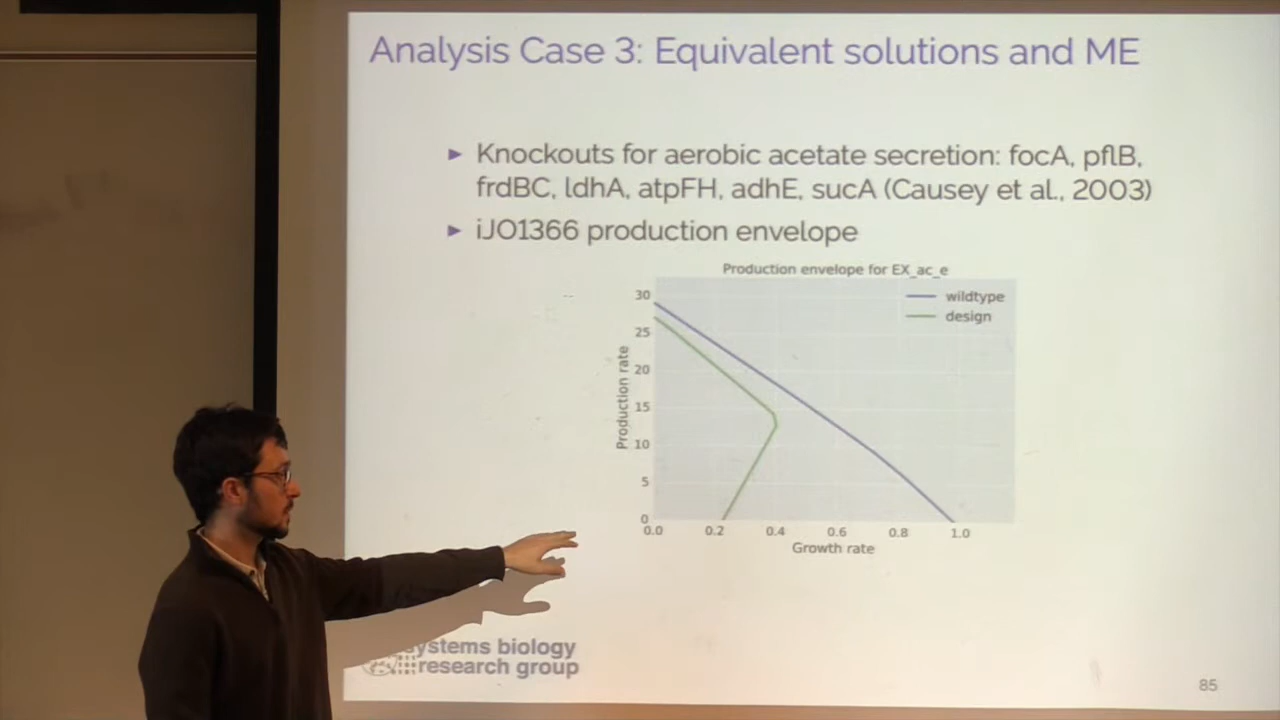 Analysis Case 3: Equivalent solutions and ME
► Knockouts for aerobic acetate secretion: focA, pflB,
frdBC, ldhA, atpFH, adhE, sucA (Causey et al., 2003)
► iJO1366 production envelope
Production envelope for EX_ac_e
wildtype
design
Production rate
30
25
20
15
10
5
0
0.0 0.2 0.4 0.6 0.8 1.0
Growth rate
systems biology
research group
85